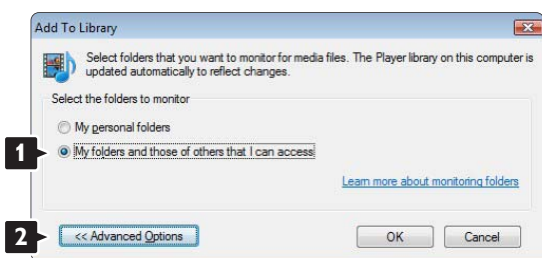 Add To Library
Select folders that you want to monitor for media files. The Player library on this computer is
updated automatically to reflect changes.
Select the folders to monitor
My personal folders
1
My folders and those of others that I can access
Learn more about monitoring folders
2
<< Advanced Options
OK
Cancel